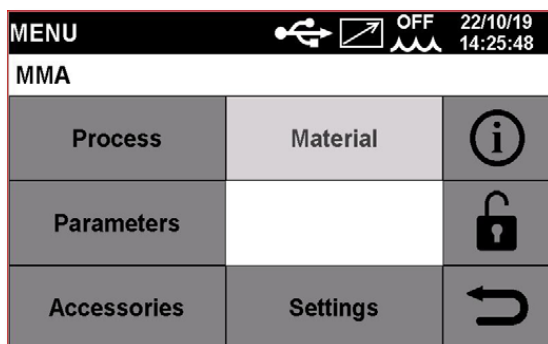 MENU OFF 22/10/19
14:25:48
MMA
Process Material
Parameters
Accessories Settings